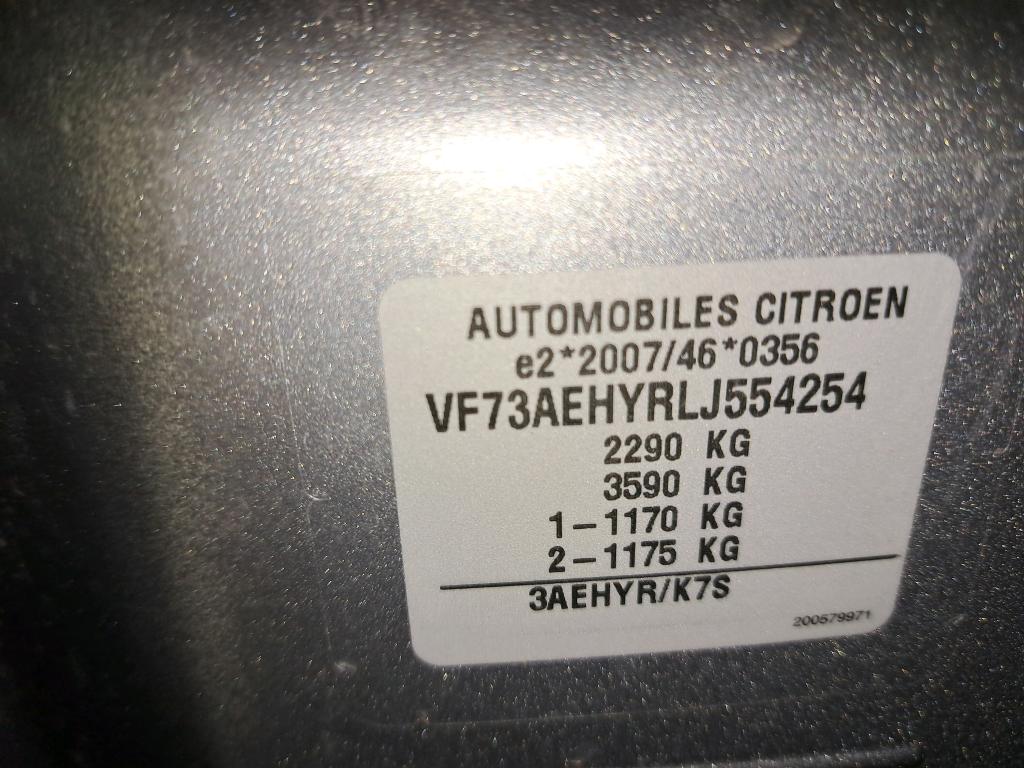 AUTOMOBILES CITROEN
e2*2007/46*0356
VF73AEHYRLJ554254
2290 KG
3590 KG
1-1170 KG
2-1175 KG
3AEHYR/K7S
200579971